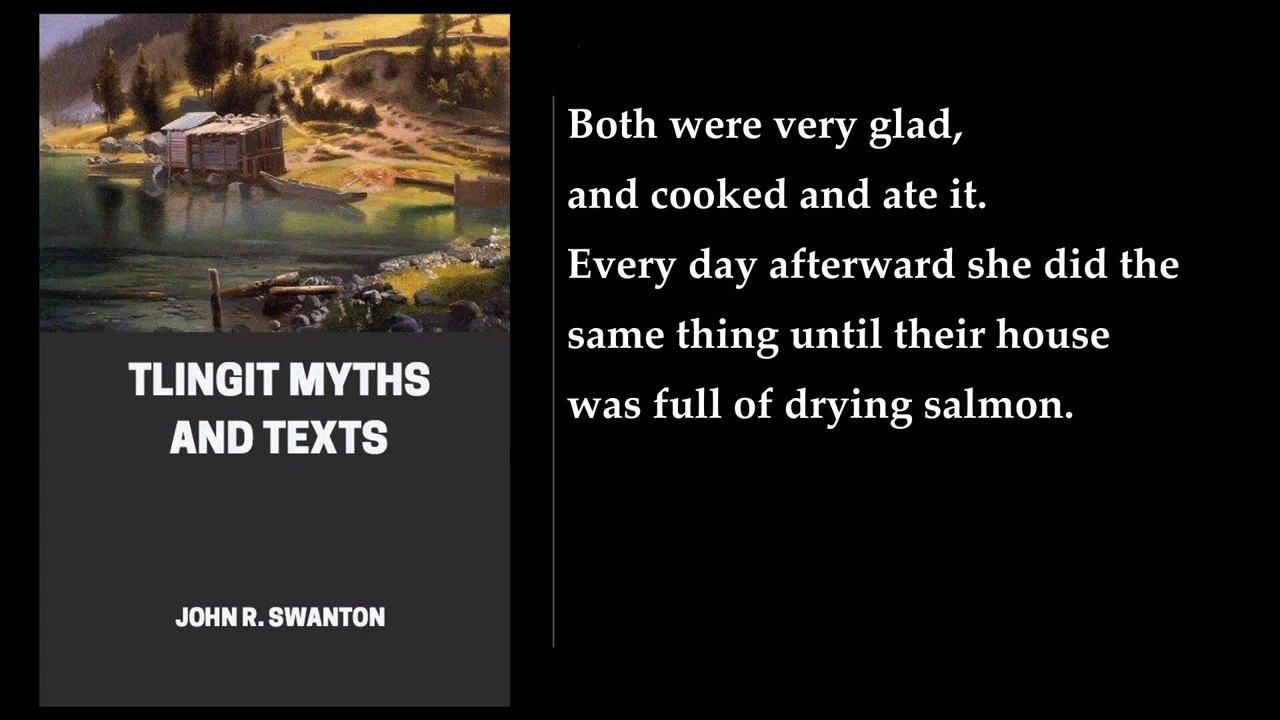 TLINGIT MYTHS
AND TEXTS
JOHN R. SWANTON
Both were very glad,
and cooked and ate it.
Every day afterward she did the
same thing until their house
was full of drying salmon.